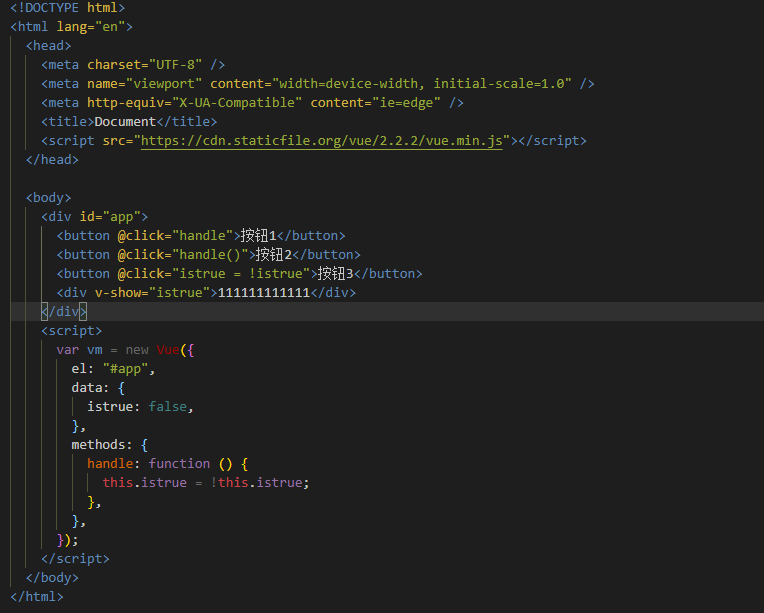 <!DOCTYPE html>
<html lang="en">
  <head>
    <meta charset="UTF-8" />
    <meta name="viewport" content="width=device-width, initial-scale=1.0" />
    <meta http-equiv="X-UA-Compatible" content="ie=edge" />
    <title>Document</title>
    <script src="https://cdn.staticfile.org/vue/2.2.2/vue.min.js"></script>
  </head>

  <body>
    <div id="app">
      <button @click="handle">按钮1</button>
      <button @click="handle()">按钮2</button>
      <button @click="istrue = !istrue">按钮3</button>
      <div v-show="istrue">111111111111</div>
    </div>
    <script>
      var vm = new Vue({
        el: "#app",
        data: {
          istrue: false,
        },
        methods: {
          handle: function () {
            this.istrue = !this.istrue;
          },
        },
      });
    </script>
  </body>
</html>